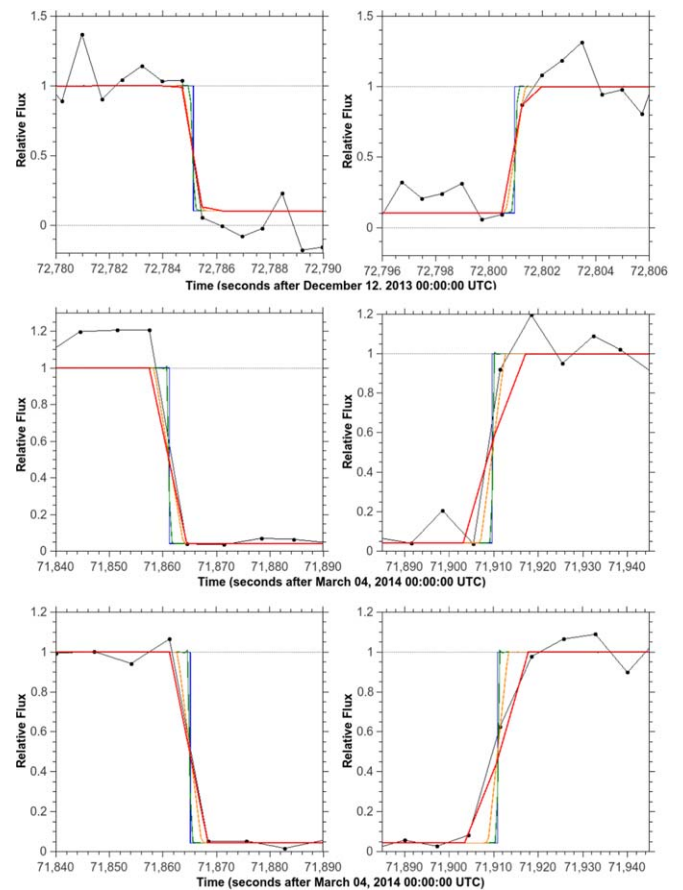 1.5
1
0.5
0
Relative Flux
72,780 72,782 72,784 72,786 72,788 72,790
1.5
1
0.5
0
Relative Flux
72,796 72,798 72,800 72,802 72,804 72,806
Time (seconds after December 12. 2013 00:00:00 UTC)
1.2
1
0.8
0.6
0.4
0.2
0
Relative Flux
71,840 71,850 71,860 71,870 71,880 71,890
1.2
1
0.8
0.6
0.4
0.2
0
Relative Flux
71,890 71,900 71,910 71,920 71,930 71,940
Time (seconds after March 04, 2014 00:00:00 UTC)
1.2
1
0.8
0.6
0.4
0.2
0
Relative Flux
71,840 71,850 71,860 71,870 71,880 71,890
1.2
1
0.8
0.6
0.4
0.2
0
Relative Flux
71,890 71,900 71,910 71,920 71,930 71,940
Time (seconds after March 04, 2014 00:00:00 UTC)